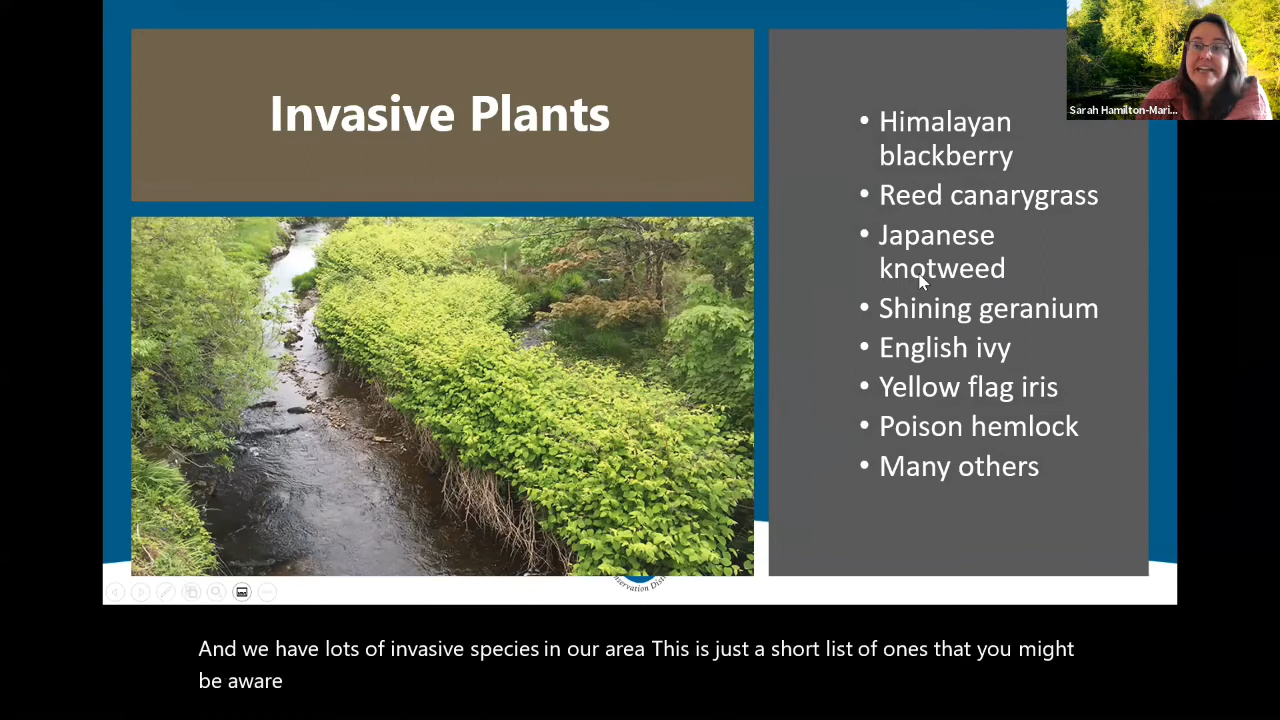 Invasive Plants
• Himalayan
blackberry
• Reed canarygrass
• Japanese
knotweed
• Shining geranium
• English ivy
• Yellow flag iris
• Poison hemlock
• Many others
Sarah Hamilton-Mari...
And we have lots of invasive species in our area This is just a short list of ones that you might
be aware